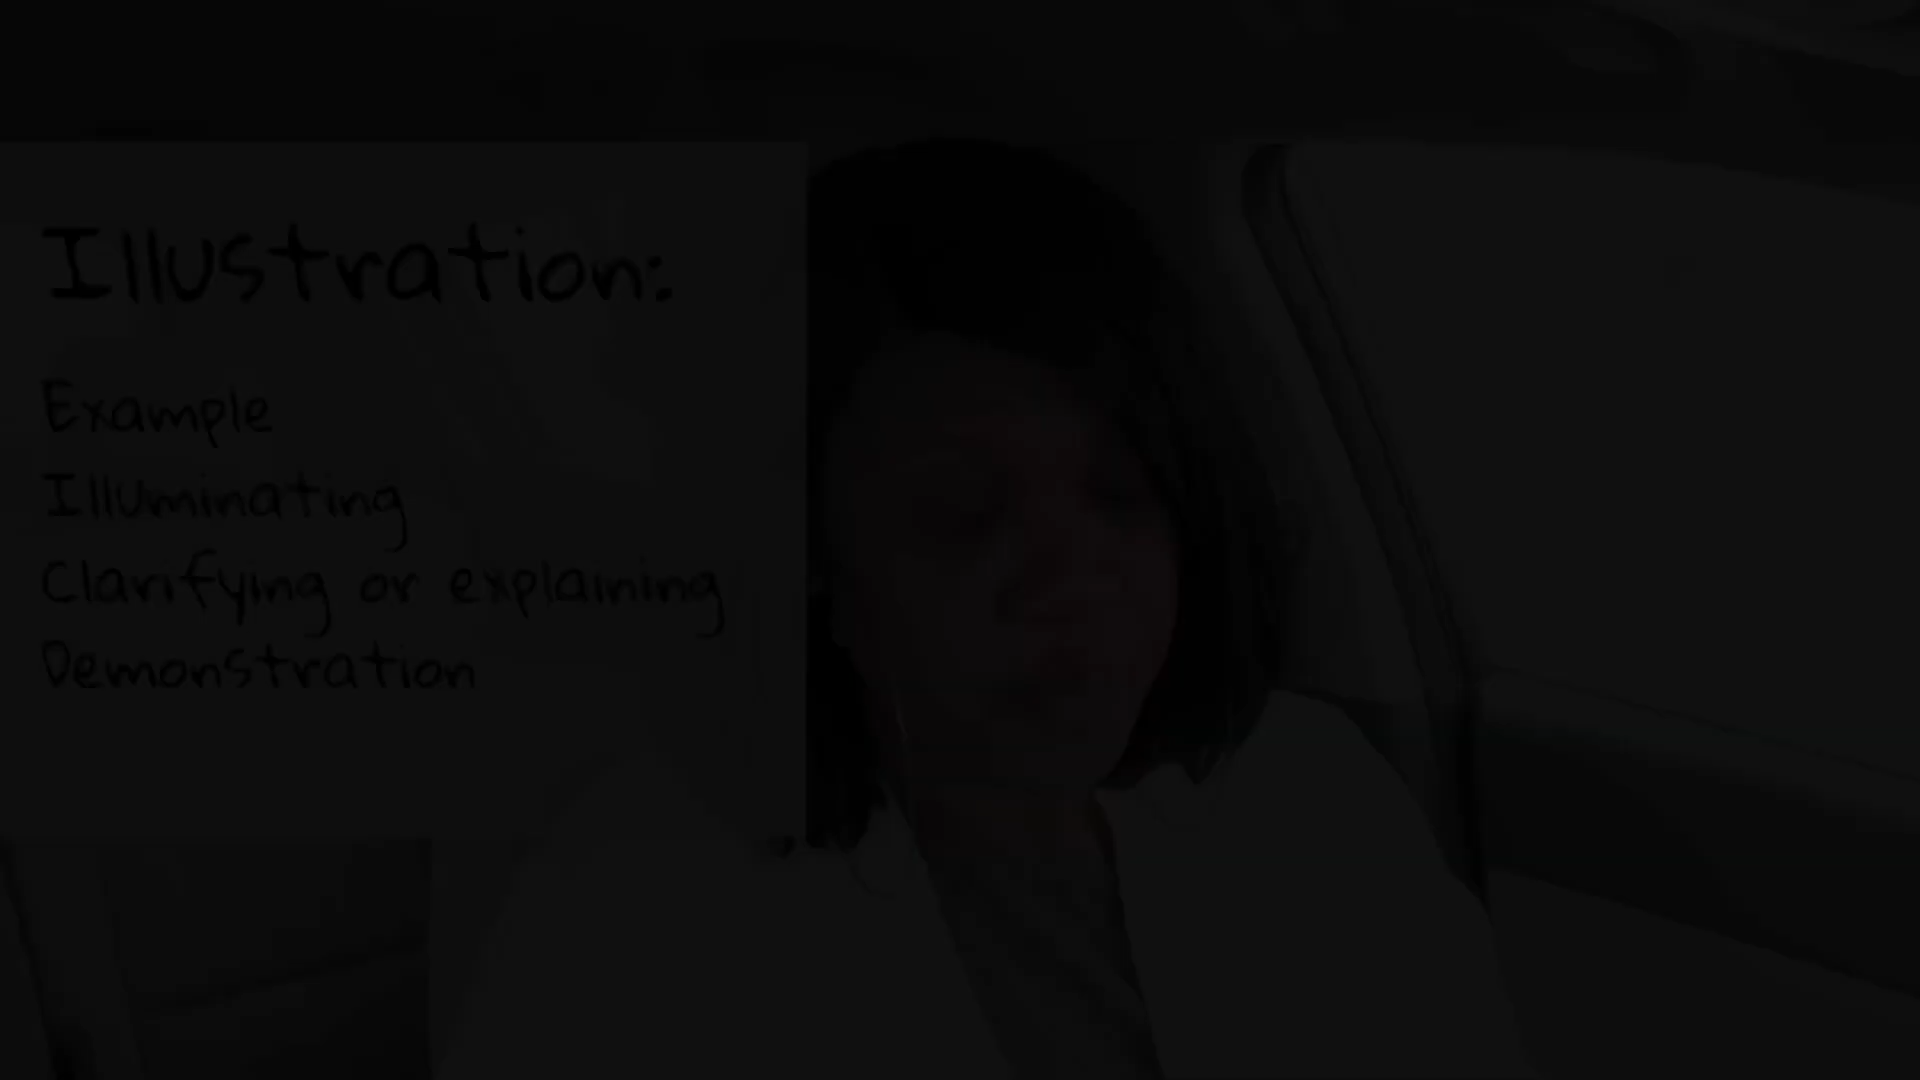 Illustration:
Example
Illuminating
Clarifying or explaining
Demonstration